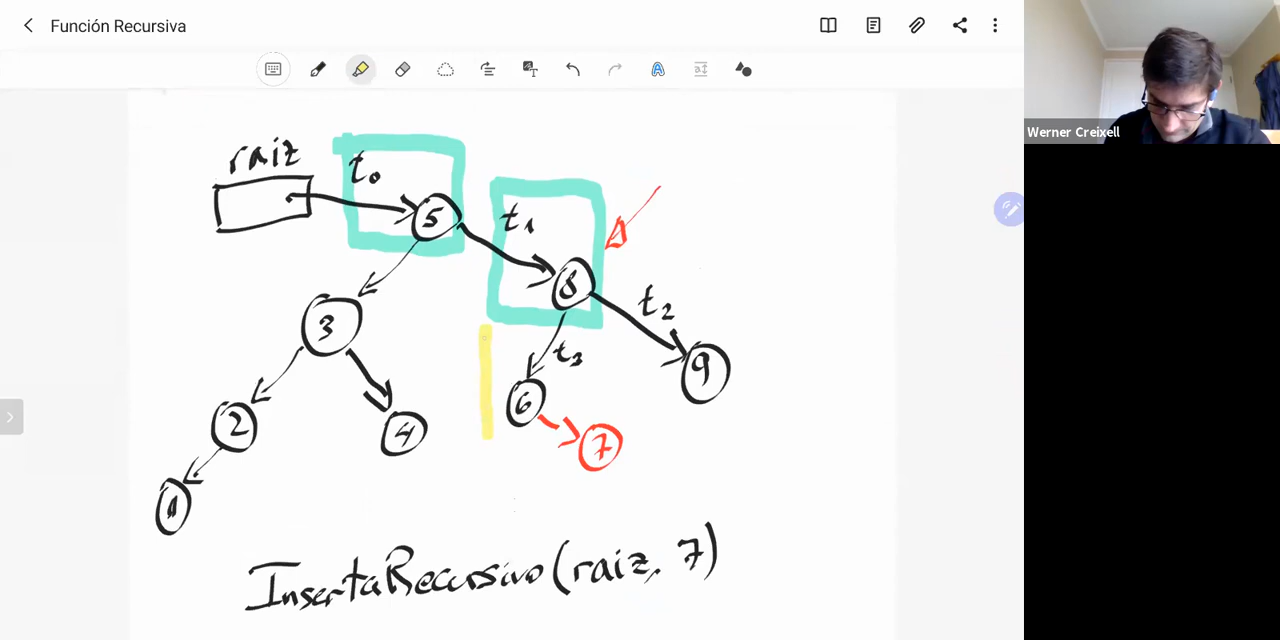 Función Recursiva
Werner Creixell
raiz
t0
5
t1
8
t2
3
t3
9
6
2
4
7
1
InsertaRecursivo(raiz, 7)